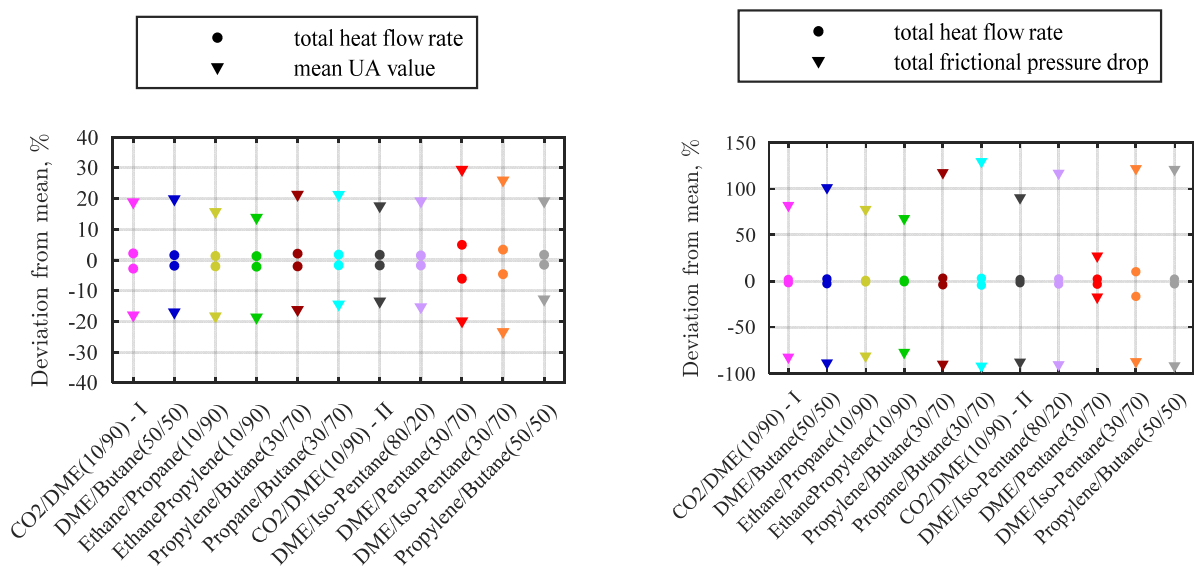 total heat flow rate
mean UA value
Deviation from mean, %
40
30
20
10
0
-10
-20
-30
-40
CO2/DME(10/90) - I
DME/Butane(50/50)
Ethane/Propane(10/90)
EthanePropylene(10/90)
Propylene/Butane(30/70)
Propane/Butane(30/70)
CO2/DME(10/90) - II
DME/Iso-Pentane(80/20)
DME/Pentane(30/70)
DME/Iso-Pentane(30/70)
Propylene/Butane(50/50)
total heat flow rate
total frictional pressure drop
Deviation from mean, %
150
100
50
0
-50
-100
CO2/DME(10/90) - I
DME/Butane(50/50)
Ethane/Propane(10/90)
EthanePropylene(10/90)
Propylene/Butane(30/70)
Propane/Butane(30/70)
CO2/DME(10/90) - II
DME/Iso-Pentane(80/20)
DME/Pentane(30/70)
DME/Iso-Pentane(30/70)
Propylene/Butane(50/50)